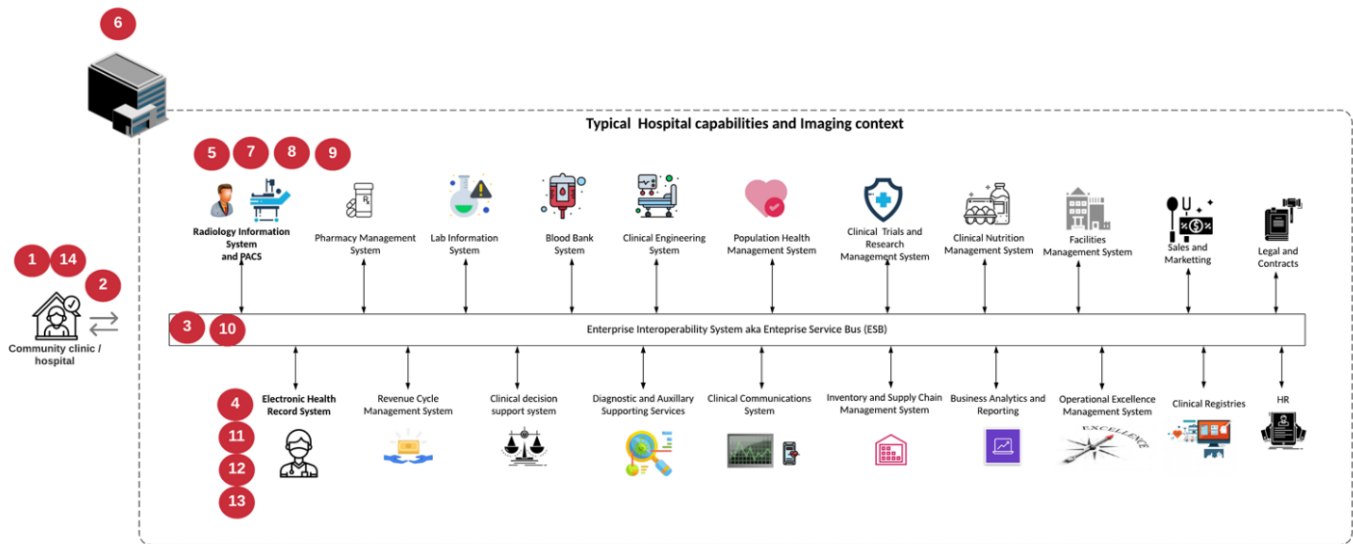 6
Typical Hospital capabilities and Imaging context
5
7
8
9
Radiology Information
System
and PACS
Pharmacy Management
System
Lab Information
System
Blood Bank
System
Clinical Engineering
System
Population Health
Management System
Clinical Trials and
Research
Management System
Clinical Nutrition
Management System
Facilities
Management System
Sales and
Marketting
Legal and
Contracts
1
14
2
Community clinic /
hospital
3
10
Enterprise Interoperability System aka Enteprise Service Bus (ESB)
4
11
12
13
Electronic Health
Record System
Revenue Cycle
Management System
Clinical decision
support system
Diagnostic and Auxillary
Supporting Services
Clinical Communications
System
Inventory and Supply Chain
Management System
Business Analytics and
Reporting
Operational Excellence
Management System
EXCELLENCE
Clinical Registries
HR